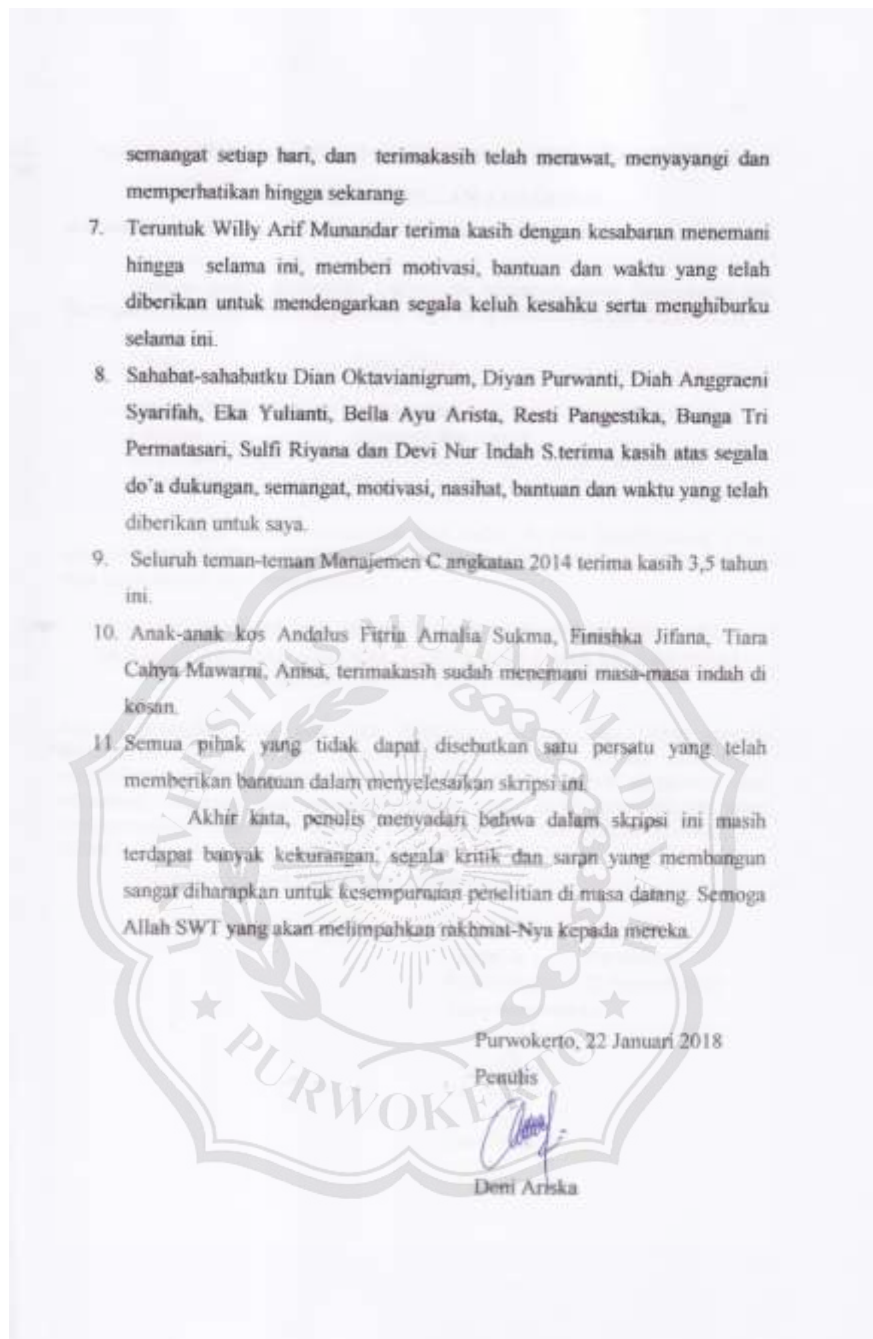 semangat setiap hari, dan terimakasih telah merawat, menyayangi dan
memperhatikan hingga sekarang.
7. Teruntuk Willy Arif Munandar terima kasih dengan kesabaran menemani
hingga selama ini, memberi motivasi, bantuan dan waktu yang telah
diberikan untuk mendengarkan segala keluh kesahku serta menghiburku
selama ini.
8. Sahabat-sahabatku Dian Oktavianigrum, Diyan Purwanti, Diah Anggraeni
Syarifah, Eka Yulianti, Bella Ayu Arista, Resti Pangestika, Bunga Tri
Permatasari, Sulfi Riyana dan Devi Nur Indah S.terima kasih atas segala
do'a dukungan, semangat, motivasi, nasihat, bantuan dan waktu yang telah
diberikan untuk saya.
9. Seluruh teman-teman Manajemen C angkatan 2014 terima kasih 3,5 tahun
ini.
10. Anak-anak kos Andalus Fitria Amalia Sukma, Finishka Jifana, Tiara
Cahya Mawarni, Anisa, terimakasih sudah menemani masa-masa indah di
kosan.
11. Semua pihak yang tidak dapat disebutkan satu persatu yang telah
memberikan bantuan dalam menyelesaikan skripsi ini.
Akhir kata, penulis menyadari bahwa dalam skripsi ini masih
terdapat banyak kekurangan, segala kritik dan saran yang membangun
sangat diharapkan untuk kesempurnaan penelitian di masa datang. Semoga
Allah SWT yang akan melimpahkan rakhmat-Nya kepada mereka.
Purwokerto, 22 Januari 2018
Penulis
Deni Ariska
UNIVERSITAS MUHAMMADIYAH
PURWOKERTO